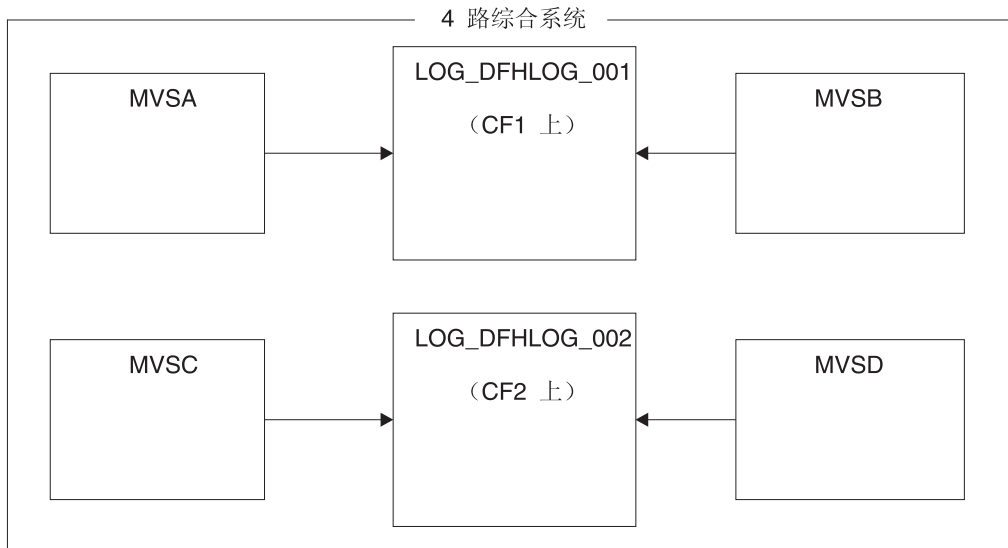 4 路综合系统
MVSA
LOG_DFHLOG_001
（CF1 上）
MVSB
MVSC
LOG_DFHLOG_002
（CF2 上）
MVSD